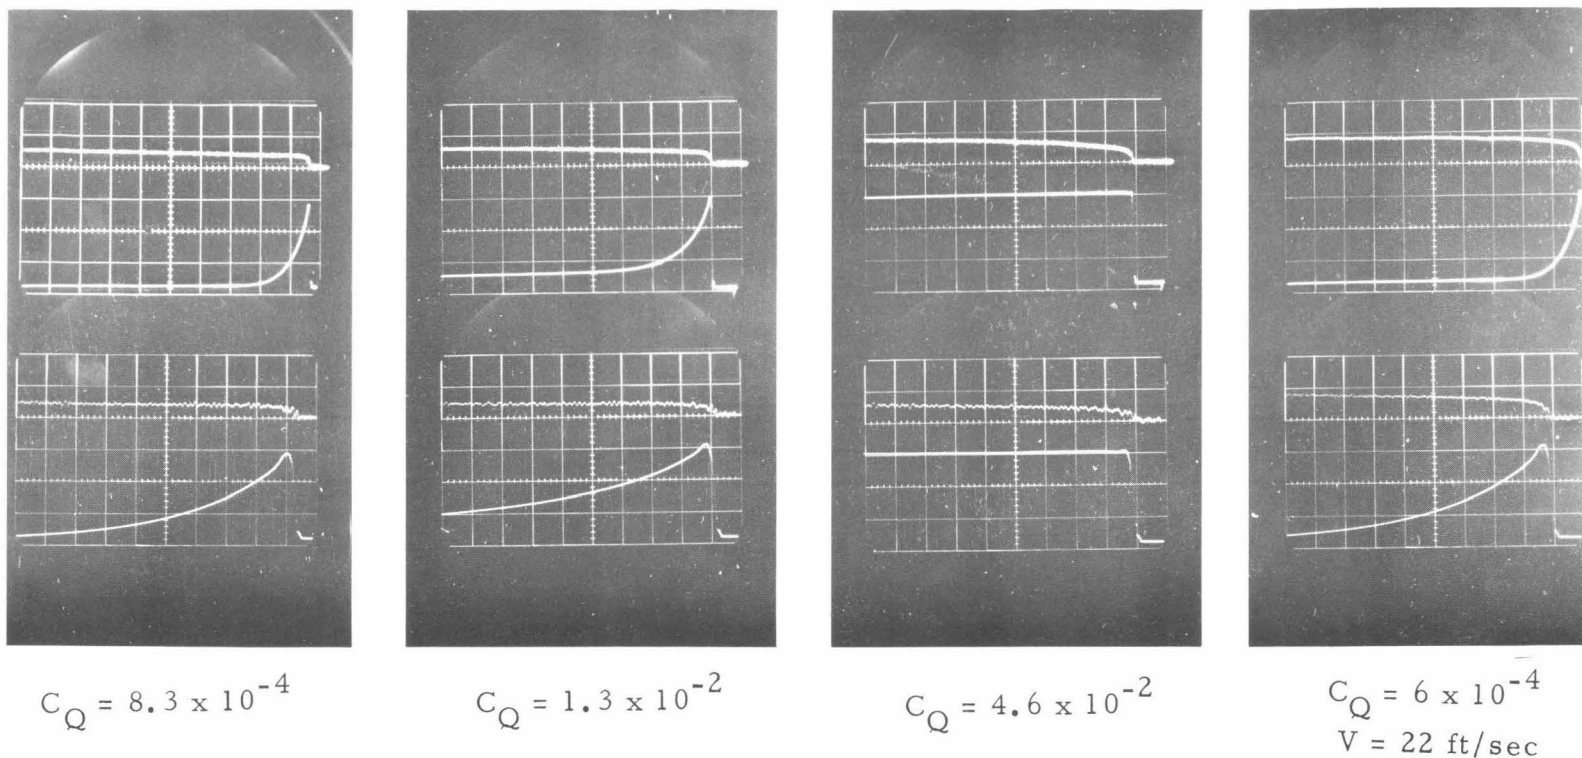 C_Q = 8.3 x 10^-4
C_Q = 1.3 x 10^-2
C_Q = 4.6 x 10^-2
C_Q = 6 x 10^-4
V = 22 ft/sec